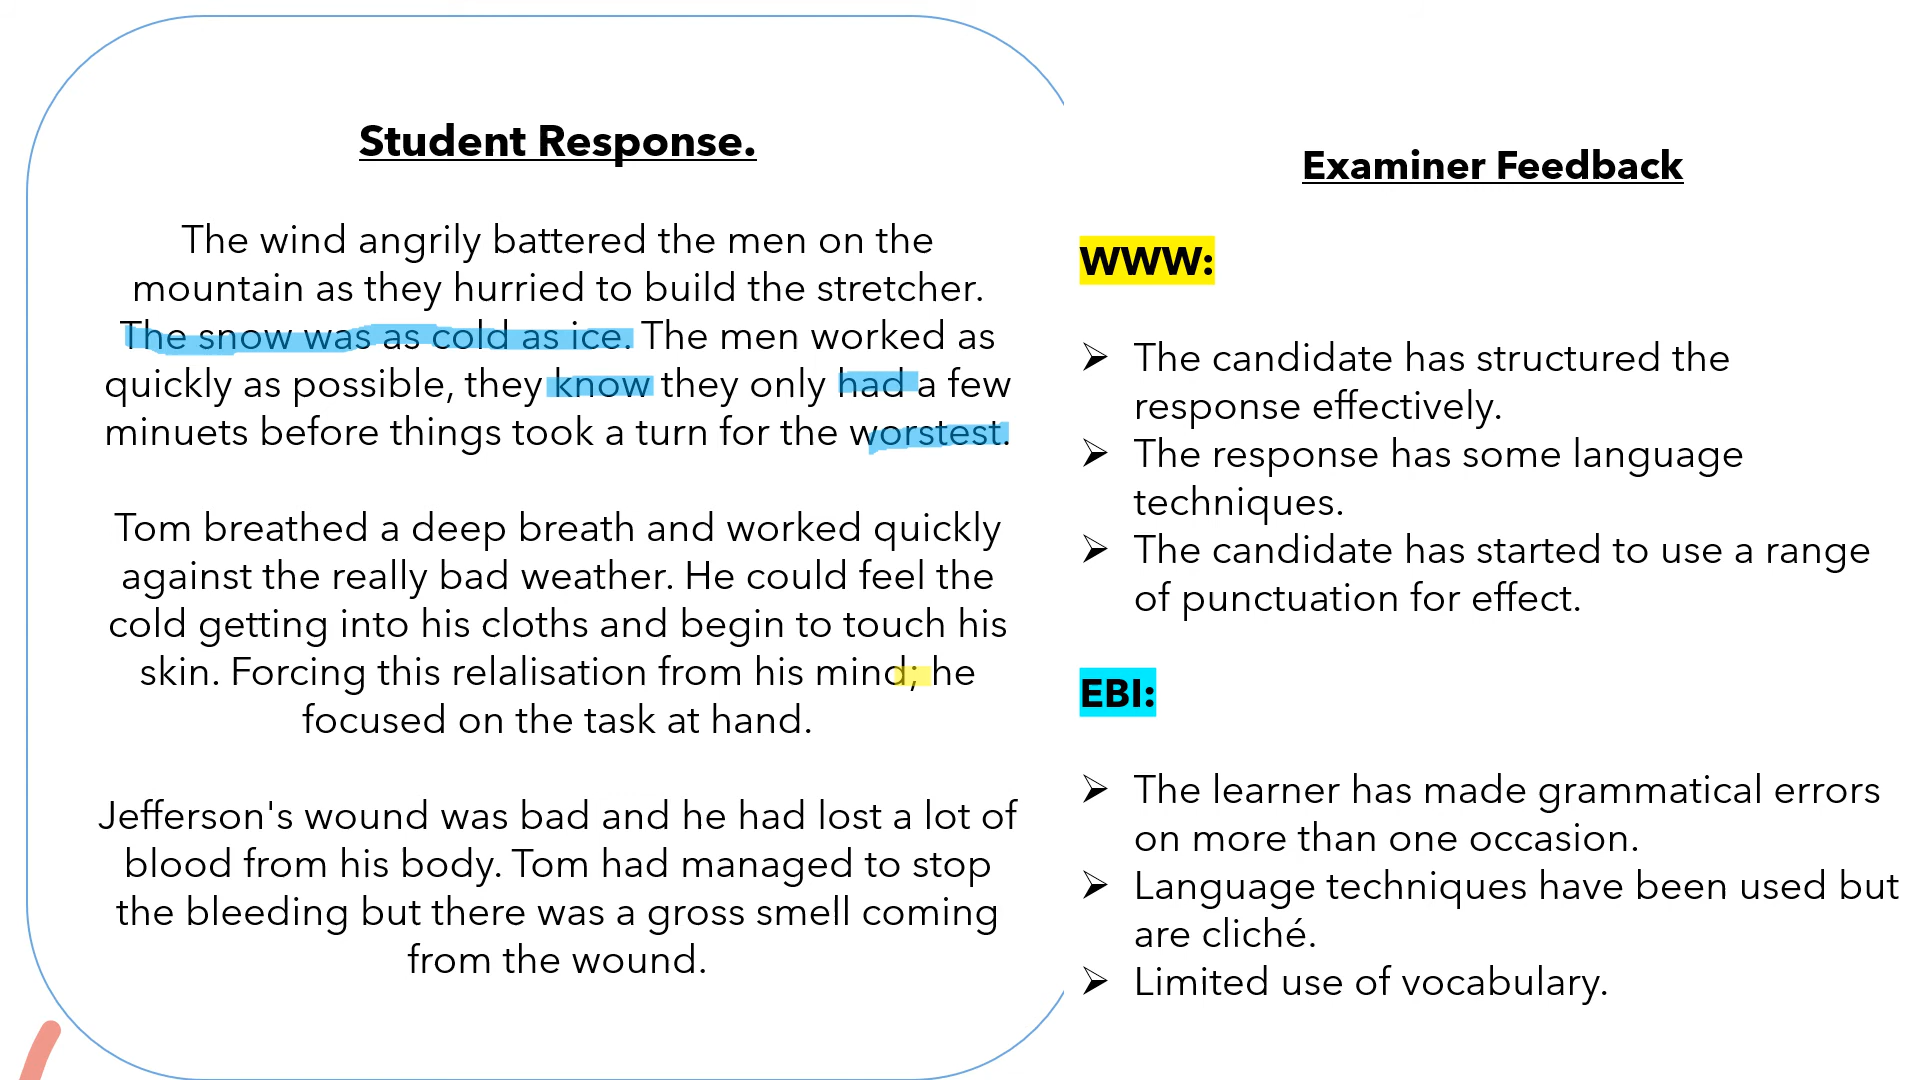 Student Response.
The wind angrily battered the men on the
mountain as they hurried to build the stretcher.
The snow was as cold as ice. The men worked as
quickly as possible, they know they only had a few
minuets before things took a turn for the worstest.
Tom breathed a deep breath and worked quickly
against the really bad weather. He could feel the
cold getting into his cloths and begin to touch his
skin. Forcing this relalisation from his mind; he
focused on the task at hand.
Jefferson's wound was bad and he had lost a lot of
blood from his body. Tom had managed to stop
the bleeding but there was a gross smell coming
from the wound.
Examiner Feedback
WWW:
➢ The candidate has structured the
response effectively.
➢ The response has some language
techniques.
➢ The candidate has started to use a range
of punctuation for effect.
EBI:
➢ The learner has made grammatical errors
on more than one occasion.
➢ Language techniques have been used but
are cliché.
➢ Limited use of vocabulary.